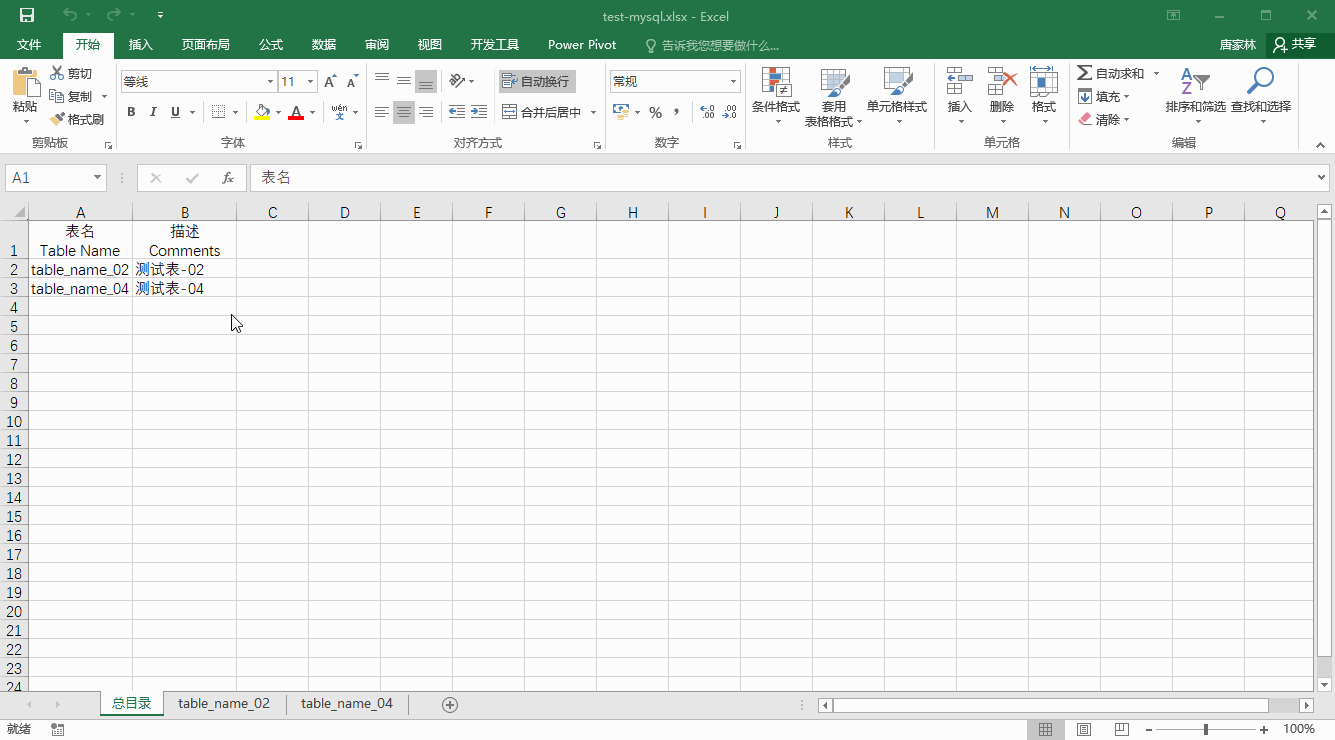 test-mysql.xlsx - Excel
文件 开始 插入 页面布局 公式 数据 审阅 视图 开发工具 Power Pivot 告诉我您想要做什么... 唐家林 共享
粘贴 剪切 复制 格式刷 剪贴板
等线 11 A A B I U A wén 变 字体
自动换行 合并后居中 对齐方式
常规 % , .0 .00 .00 .0 数字
条件格式 套用 表格格式 单元格样式 样式
插入 删除 格式 单元格
自动求和 填充 清除 排序和筛选 查找和选择 编辑
A1 fx 表名
A B C D E F G H I J K L M N O P Q
表名 描述
1 Table Name Comments
2 table_name_02 测试表-02
3 table_name_04 测试表-04
4
5
6
7
8
9
10
11
12
13
14
15
16
17
18
19
20
21
22
23
24
总目录 table_name_02 table_name_04
就绪 100%